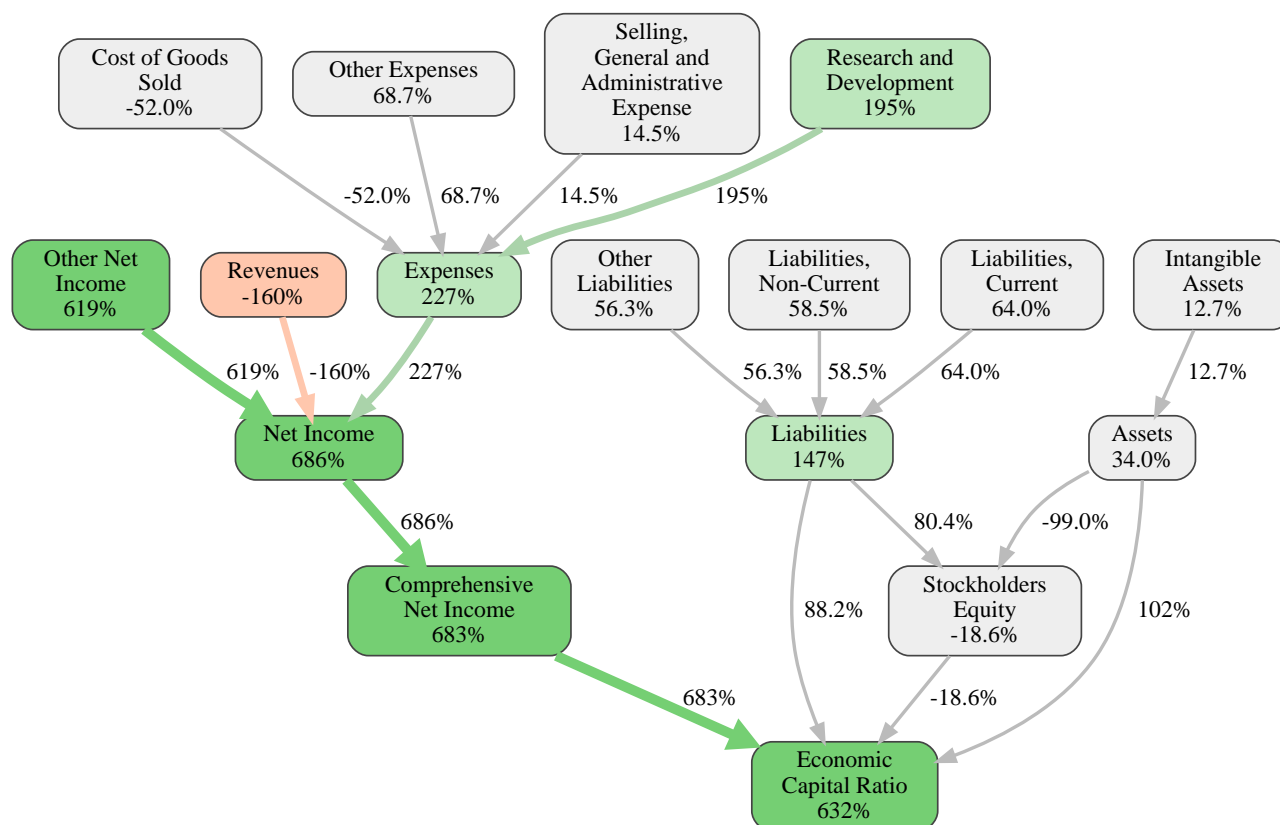 Cost of Goods
Sold
-52.0%
Other Expenses
68.7%
Selling,
General and
Administrative
Expense
14.5%
Research and
Development
195%
-52.0%
68.7%
14.5%
195%
Other Net
Income
619%
Revenues
-160%
Expenses
227%
Other
Liabilities
56.3%
Liabilities,
Non-Current
58.5%
Liabilities,
Current
64.0%
Intangible
Assets
12.7%
619%
-160%
227%
56.3%
58.5%
64.0%
12.7%
Net Income
686%
Liabilities
147%
Assets
34.0%
686%
80.4%
-99.0%
Comprehensive
Net Income
683%
88.2%
Stockholders
Equity
-18.6%
102%
683%
-18.6%
Economic
Capital Ratio
632%